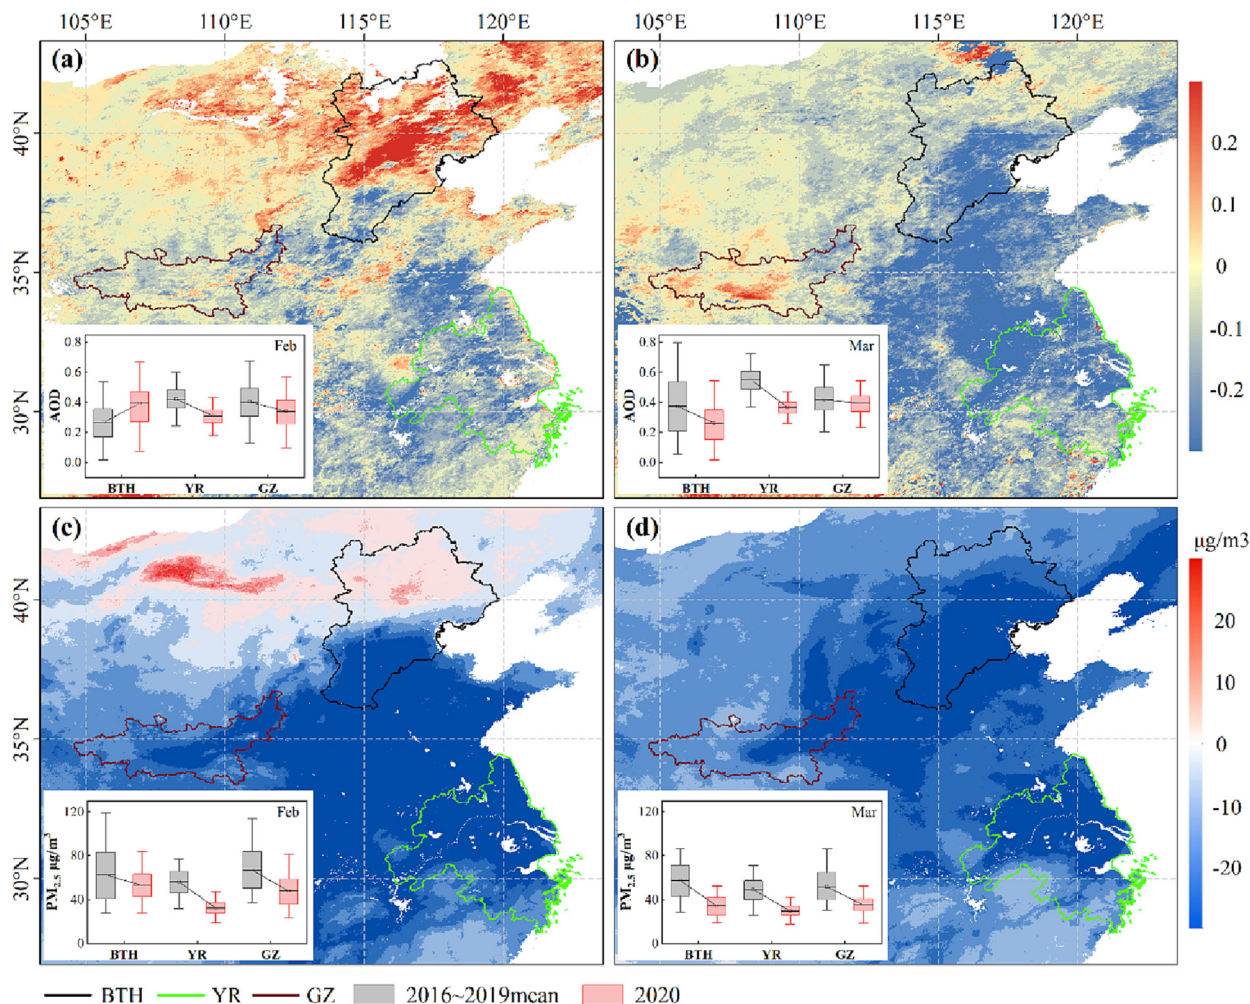 105°E 110°E 115°E 120°E 105°E 110°E 115°E 120°E
(a) (b)
40°N
35°N
30°N
0.2
0.1
0
-0.1
-0.2
Feb
AOD
0.8
0.6
0.4
0.2
0.0
BTH YR GZ
Mar
AOD
0.8
0.6
0.4
0.2
0.0
BTH YR GZ
(c) (d)
40°N
35°N
30°N
μg/m3
20
10
0
-10
-20
Feb
PM2.5 μg/m³
120
80
40
0
BTH YR GZ
Mar
PM2.5 μg/m³
120
80
40
0
BTH YR GZ
BTH YR GZ 2016~2019mean 2020